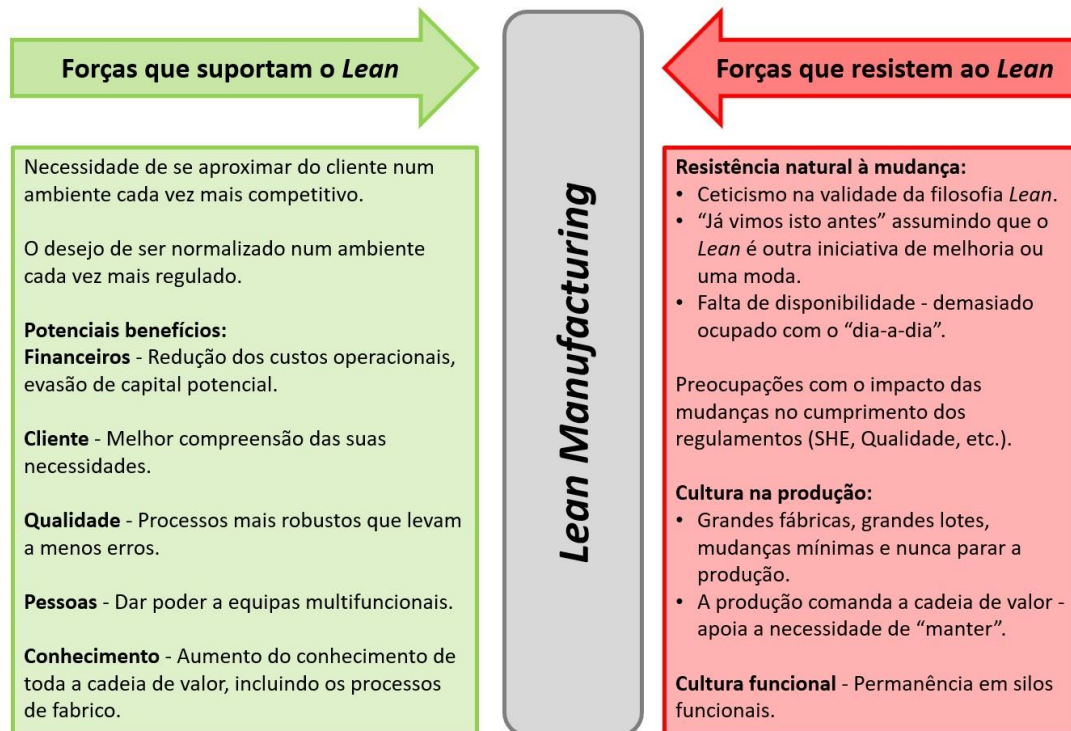 Forças que suportam o Lean
Necessidade de se aproximar do cliente num
ambiente cada vez mais competitivo.
O desejo de ser normalizado num ambiente
cada vez mais regulado.
Potenciais benefícios:
Financeiros - Redução dos custos operacionais,
evasão de capital potencial.
Cliente - Melhor compreensão das suas
necessidades.
Qualidade - Processos mais robustos que levam
a menos erros.
Pessoas - Dar poder a equipas multifuncionais.
Conhecimento - Aumento do conhecimento de
toda a cadeia de valor, incluindo os processos
de fabrico.
Lean Manufacturing
Forças que resistem ao Lean
Resistência natural à mudança:
• Ceticismo na validade da filosofia Lean.
• “Já vimos isto antes” assumindo que o
Lean é outra iniciativa de melhoria ou
uma moda.
• Falta de disponibilidade - demasiado
ocupado com o “dia-a-dia”.
Preocupações com o impacto das
mudanças no cumprimento dos
regulamentos (SHE, Qualidade, etc.).
Cultura na produção:
• Grandes fábricas, grandes lotes,
mudanças mínimas e nunca parar a
produção.
• A produção comanda a cadeia de valor -
apoia a necessidade de “manter”.
Cultura funcional - Permanência em silos
funcionais.